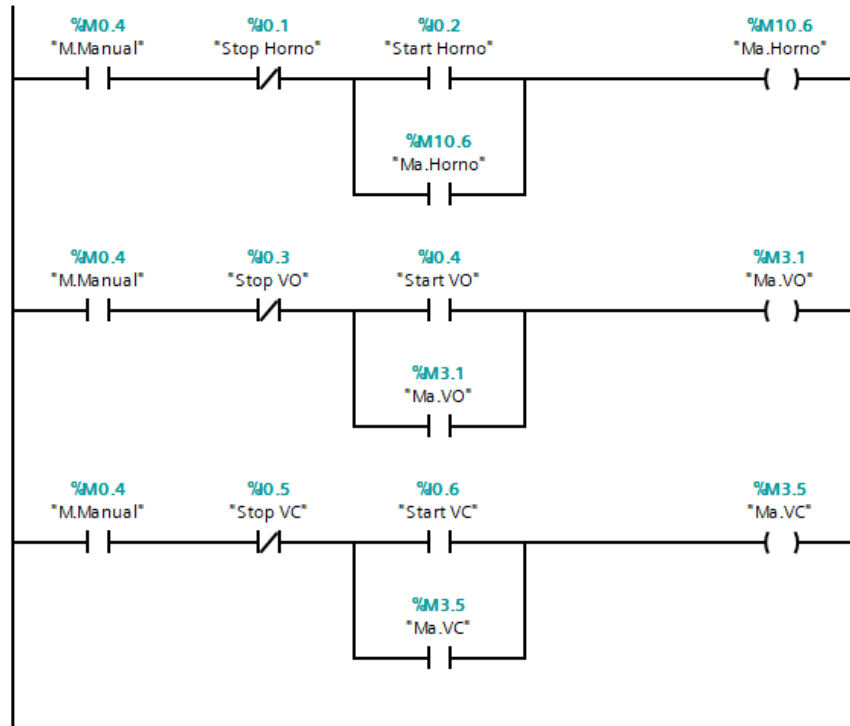 %M0.4 %I0.1 %I0.2 %M10.6
"M.Manual" "Stop Horno" "Start Horno" "Ma.Horno"
%M10.6
"Ma.Horno"
%M0.4 %I0.3 %I0.4 %M3.1
"M.Manual" "Stop VO" "Start VO" "Ma.VO"
%M3.1
"Ma.VO"
%M0.4 %I0.5 %I0.6 %M3.5
"M.Manual" "Stop VC" "Start VC" "Ma.VC"
%M3.5
"Ma.VC"